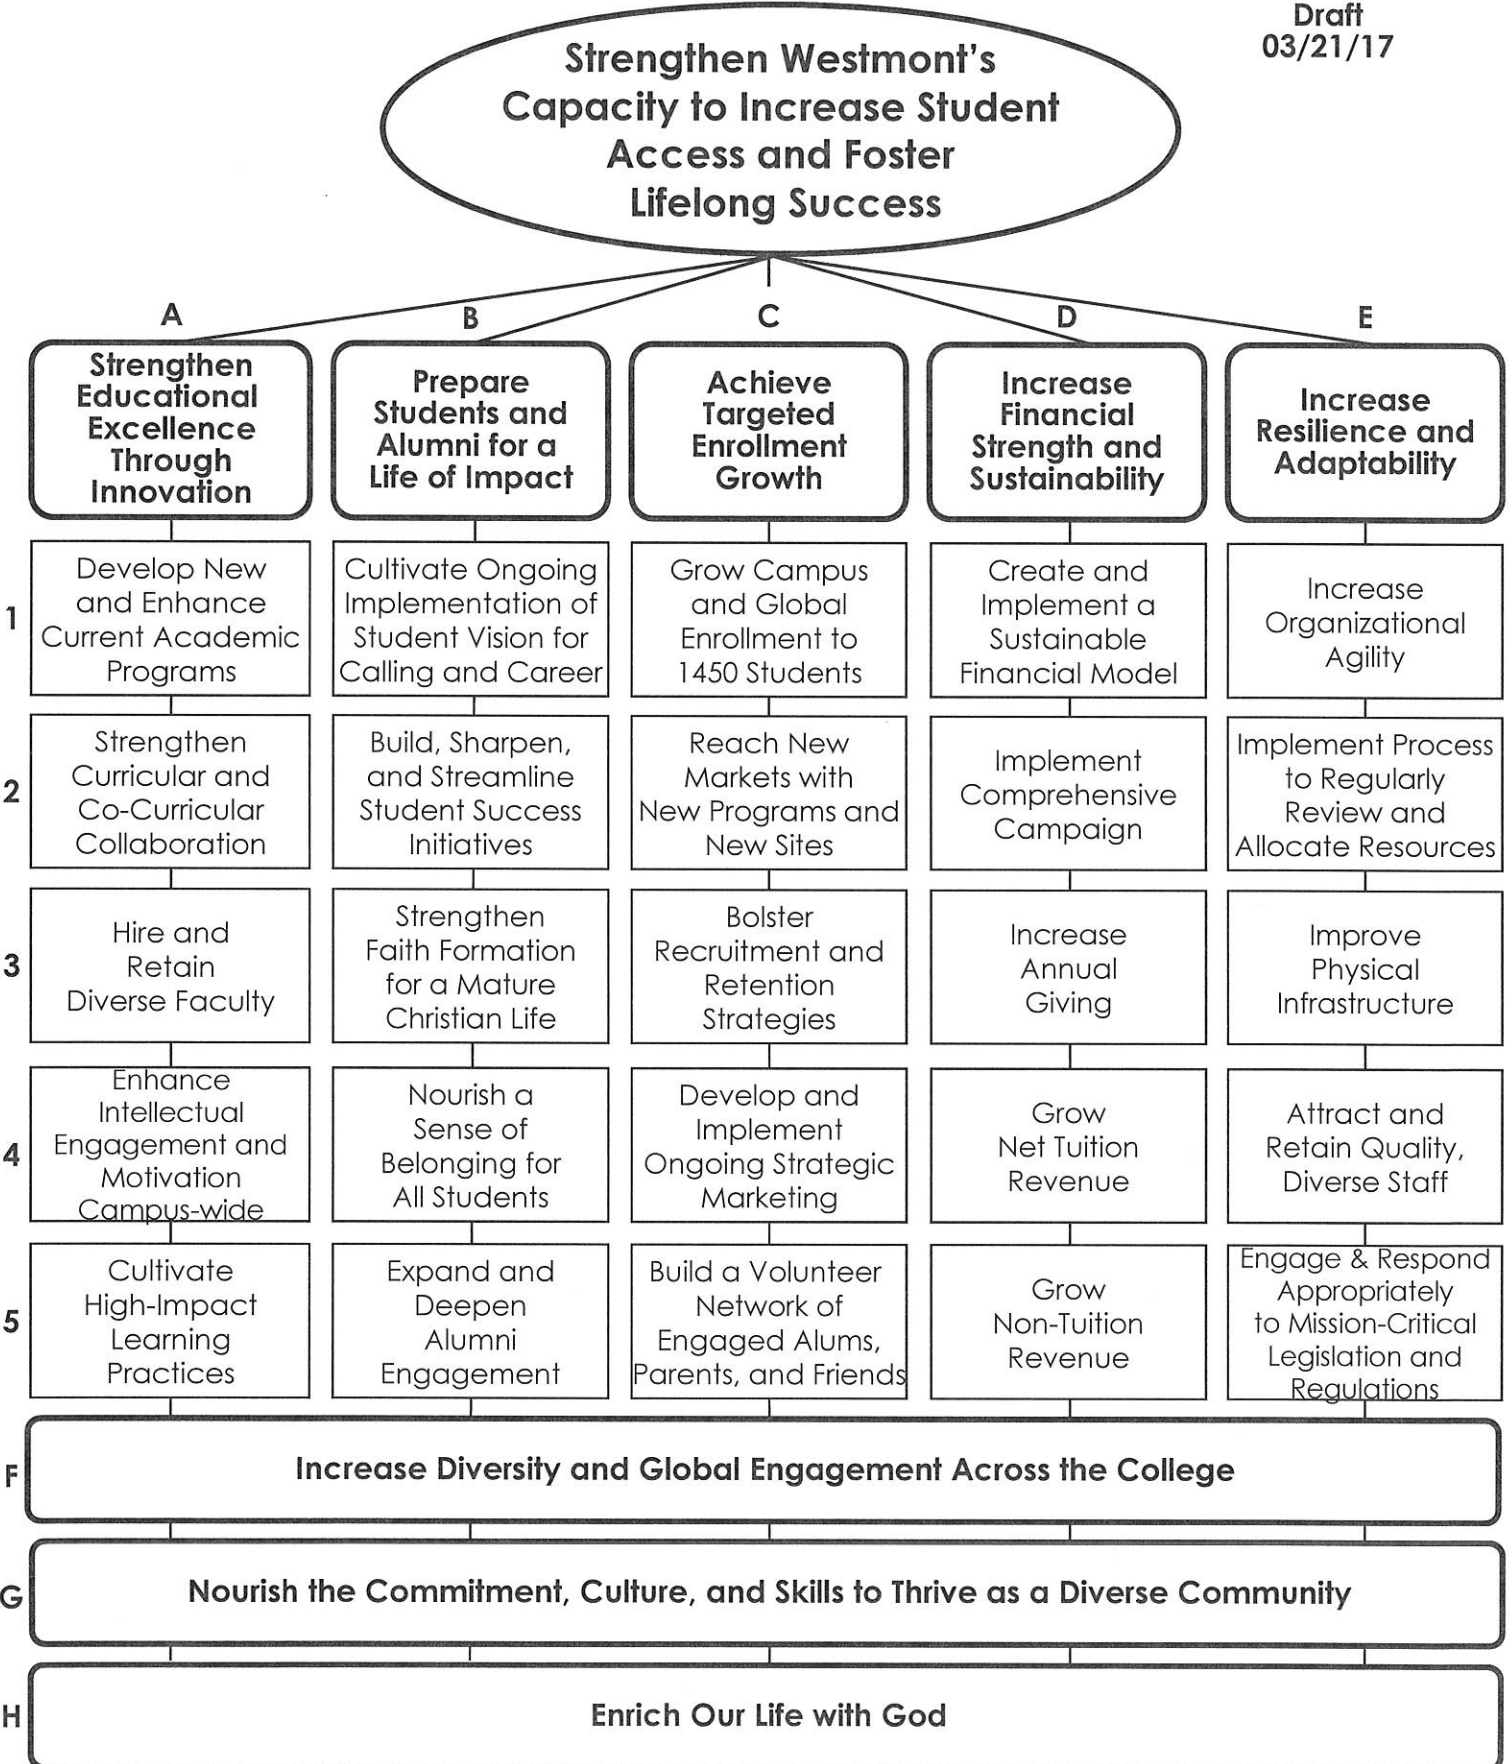 Draft
03/21/17
Strengthen Westmont's
Capacity to Increase Student
Access and Foster
Lifelong Success
A
B
C
D
E
Strengthen
Educational
Excellence
Through
Innovation
Prepare
Students and
Alumni for a
Life of Impact
Achieve
Targeted
Enrollment
Growth
Increase
Financial
Strength and
Sustainability
Increase
Resilience and
Adaptability
1
Develop New
and Enhance
Current Academic
Programs
Cultivate Ongoing
Implementation of
Student Vision for
Calling and Career
Grow Campus
and Global
Enrollment to
1450 Students
Create and
Implement a
Sustainable
Financial Model
Increase
Organizational
Agility
2
Strengthen
Curricular and
Co-Curricular
Collaboration
Build, Sharpen,
and Streamline
Student Success
Initiatives
Reach New
Markets with
New Programs and
New Sites
Implement
Comprehensive
Campaign
Implement Process
to Regularly
Review and
Allocate Resources
3
Hire and
Retain
Diverse Faculty
Strengthen
Faith Formation
for a Mature
Christian Life
Bolster
Recruitment and
Retention
Strategies
Increase
Annual
Giving
Improve
Physical
Infrastructure
4
Enhance
Intellectual
Engagement and
Motivation
Campus-wide
Nourish a
Sense of
Belonging for
All Students
Develop and
Implement
Ongoing Strategic
Marketing
Grow
Net Tuition
Revenue
Attract and
Retain Quality,
Diverse Staff
5
Cultivate
High-Impact
Learning
Practices
Expand and
Deepen
Alumni
Engagement
Build a Volunteer
Network of
Engaged Alums,
Parents, and Friends
Grow
Non-Tuition
Revenue
Engage & Respond
Appropriately
to Mission-Critical
Legislation and
Regulations
F
Increase Diversity and Global Engagement Across the College
G
Nourish the Commitment, Culture, and Skills to Thrive as a Diverse Community
H
Enrich Our Life with God